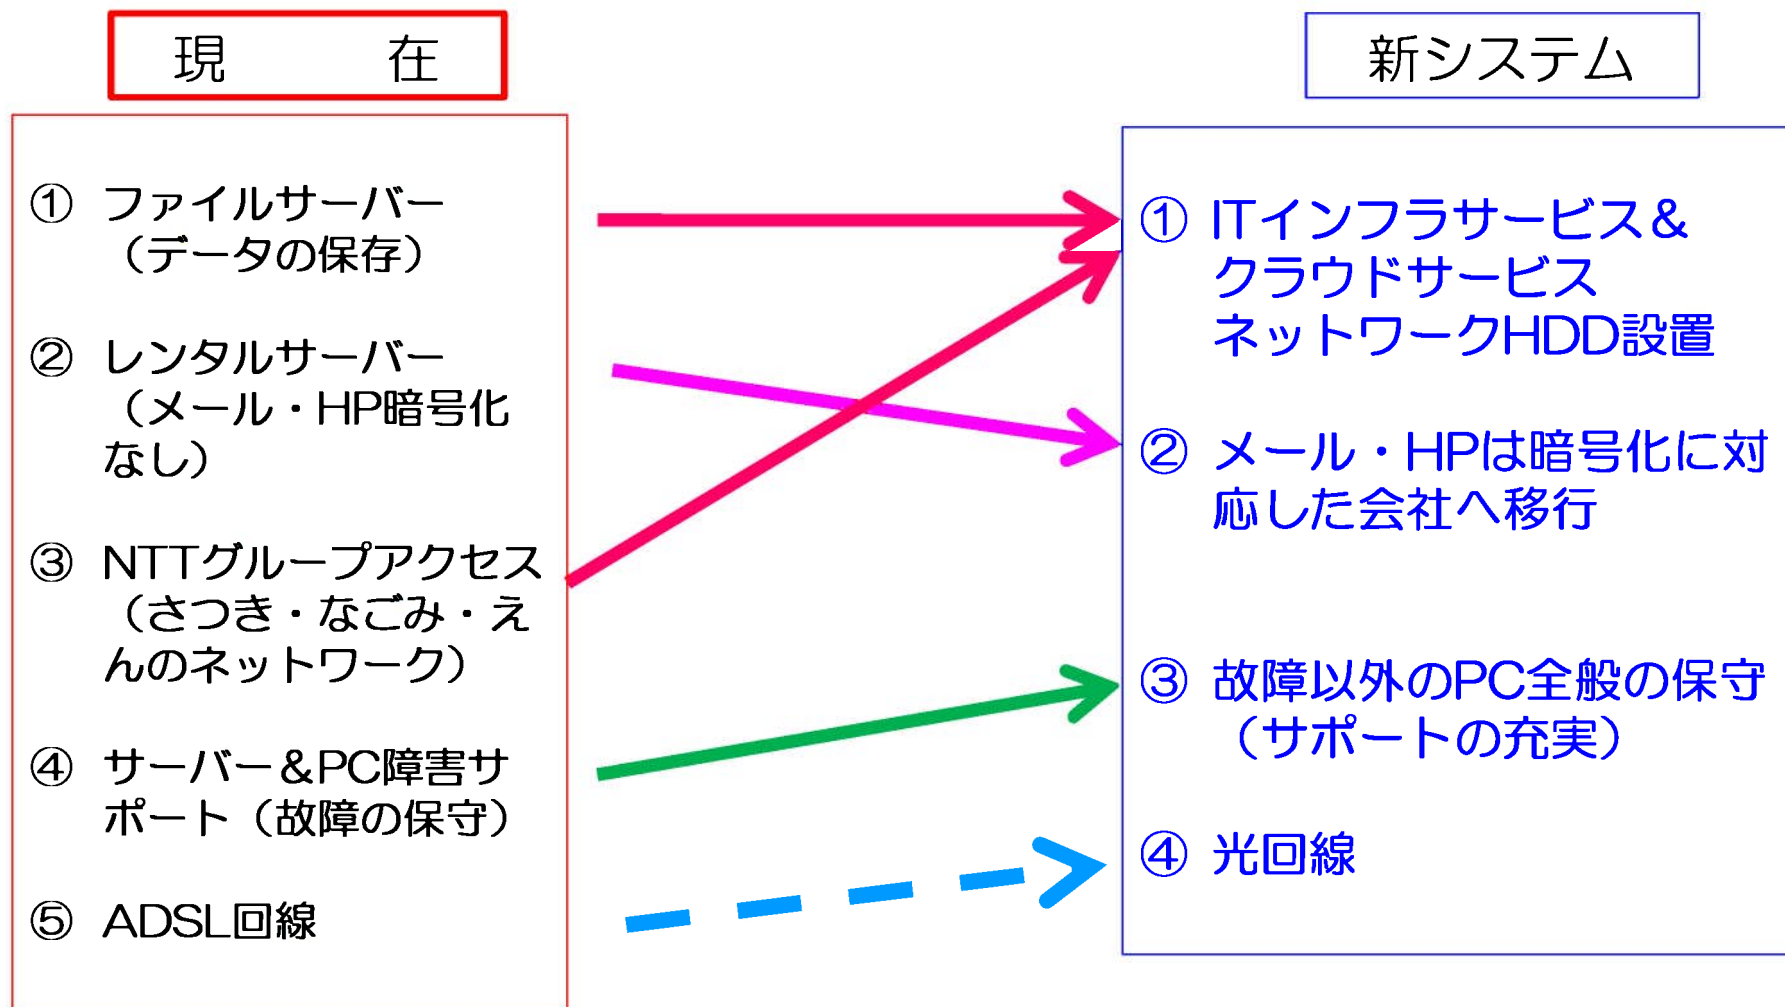 現　在
新システム
① ファイルサーバー
（データの保存）
② レンタルサーバー
（メール・HP暗号化
なし）
③ NTTグループアクセス
（さつき・なごみ・え
んのネットワーク）
④ サーバー＆PC障害サ
ポート（故障の保守）
⑤ ADSL回線
① ITインフラサービス＆
クラウドサービス
ネットワークHDD設置
② メール・HPは暗号化に対
応した会社へ移行
③ 故障以外のPC全般の保守
（サポートの充実）
④ 光回線